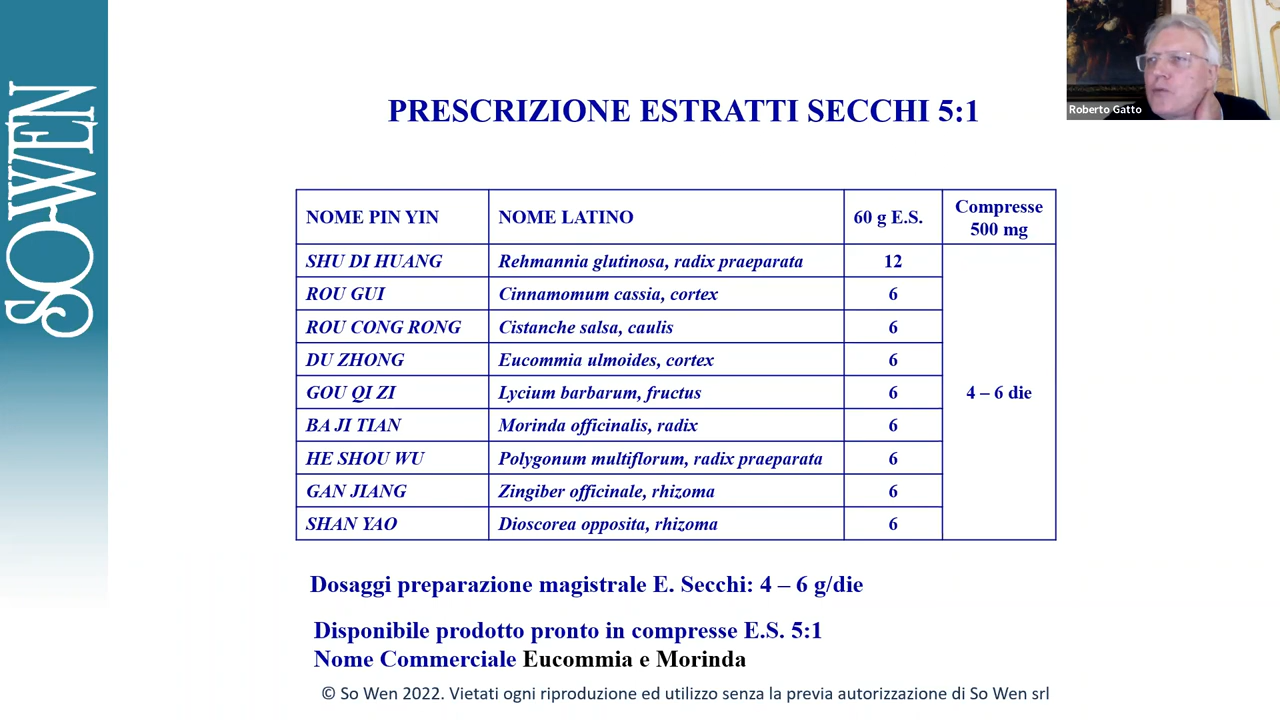 SOWEN
Roberto Gatto
PRESCRIZIONE ESTRATTI SECCHI 5:1
NOME PIN YIN NOME LATINO 60 g E.S. Compresse 500 mg
SHU DI HUANG Rehmannia glutinosa, radix praeparata 12
ROU GUI Cinnamomum cassia, cortex 6
ROU CONG RONG Cistanche salsa, caulis 6
DU ZHONG Eucommia ulmoides, cortex 6
GOU QI ZI Lycium barbarum, fructus 6 4 – 6 die
BA JI TIAN Morinda officinalis, radix 6
HE SHOU WU Polygonum multiflorum, radix praeparata 6
GAN JIANG Zingiber officinale, rhizoma 6
SHAN YAO Dioscorea opposita, rhizoma 6
Dosaggi preparazione magistrale E. Secchi: 4 – 6 g/die
Disponibile prodotto pronto in compresse E.S. 5:1
Nome Commerciale Eucommia e Morinda
© So Wen 2022. Vietati ogni riproduzione ed utilizzo senza la previa autorizzazione di So Wen srl